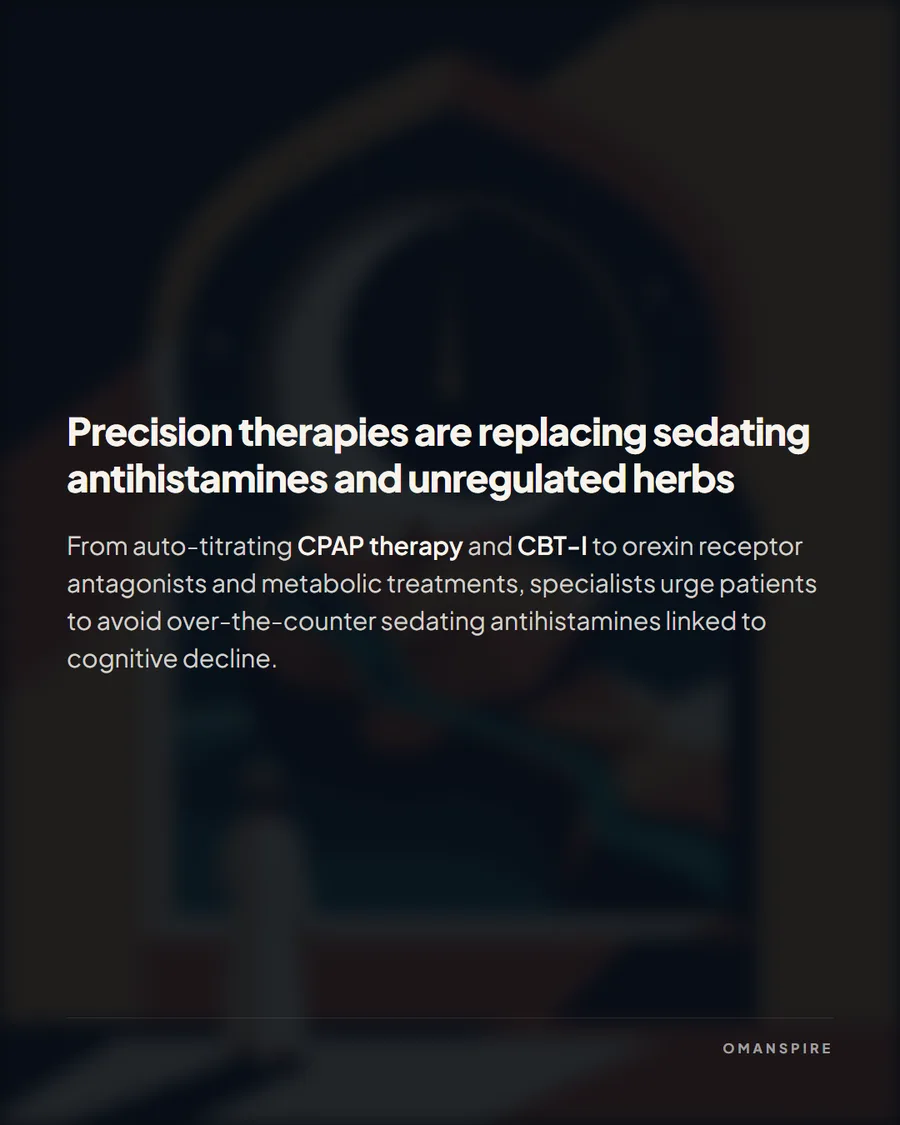 Precision therapies are replacing sedating
antihistamines and unregulated herbs
From auto-titrating CPAP therapy and CBT-I to orexin receptor
antagonists and metabolic treatments, specialists urge patients
to avoid over-the-counter sedating antihistamines linked to
cognitive decline.
OMANSPIRE